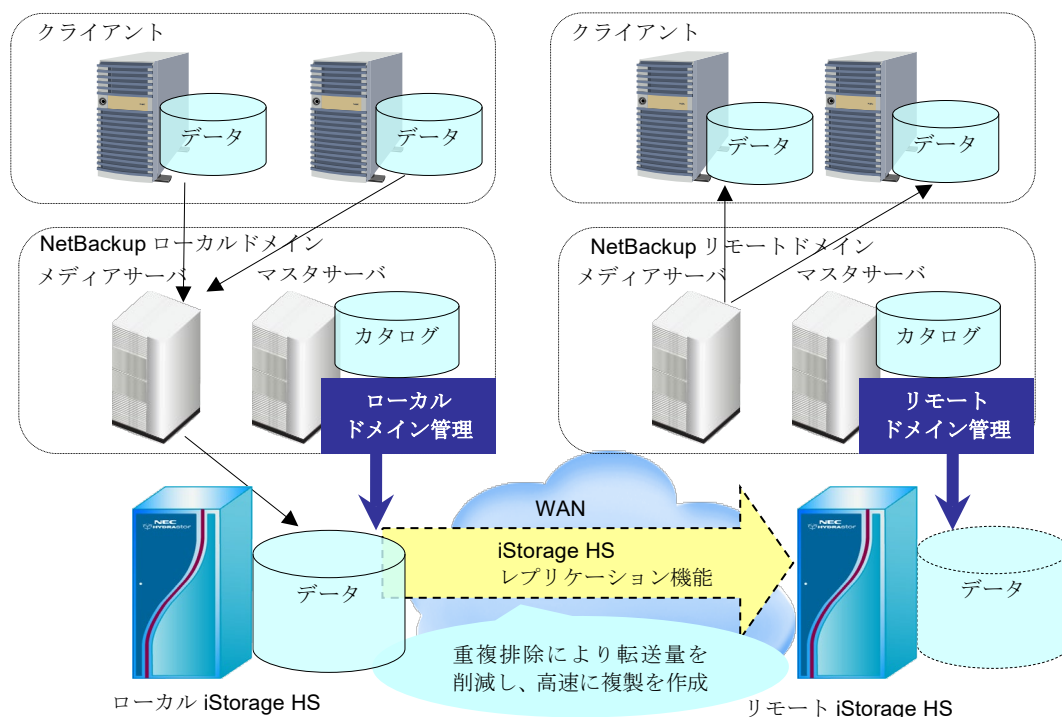 クライアント
データ
データ
NetBackup ローカルドメイン
メディアサーバ
マスタサーバ
カタログ
ローカル
ドメイン管理
クライアント
データ
データ
NetBackup リモートドメイン
メディアサーバ
マスタサーバ
カタログ
リモート
ドメイン管理
NEC
HYDRAstor
データ
ローカル iStorage HS
WAN
iStorage HS
レプリケーション機能
重複排除により転送量を
削減し、高速に複製を作成
NEC
HYDRAstor
データ
リモート iStorage HS